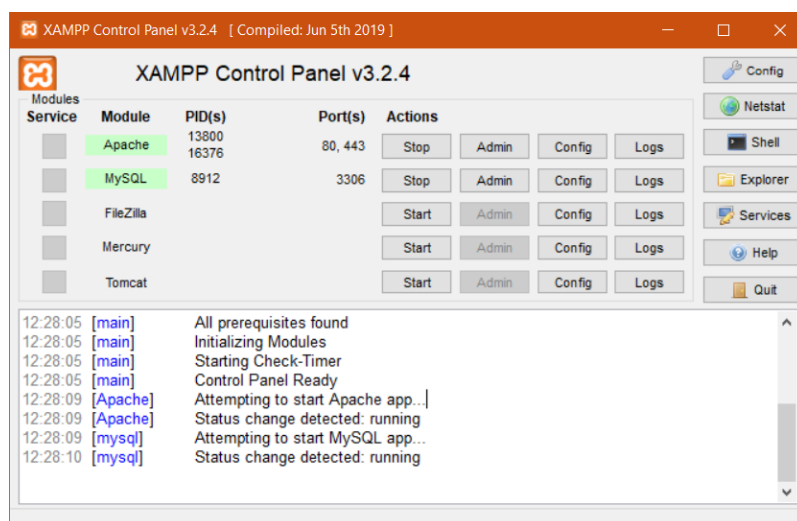 XAMPP Control Panel v3.2.4 [ Compiled: Jun 5th 2019 ]
XAMPP Control Panel v3.2.4
Config
Modules
Service Module PID(s) Port(s) Actions
Netstat
Apache 13800 16376 80, 443 Stop Admin Config Logs
Shell
MySQL 8912 3306 Stop Admin Config Logs
Explorer
FileZilla Start Admin Config Logs
Services
Mercury Start Admin Config Logs
Help
Tomcat Start Admin Config Logs
Quit
12:28:05 [main] All prerequisites found
12:28:05 [main] Initializing Modules
12:28:05 [main] Starting Check-Timer
12:28:05 [main] Control Panel Ready
12:28:09 [Apache] Attempting to start Apache app...
12:28:09 [Apache] Status change detected: running
12:28:09 [mysql] Attempting to start MySQL app...
12:28:10 [mysql] Status change detected: running